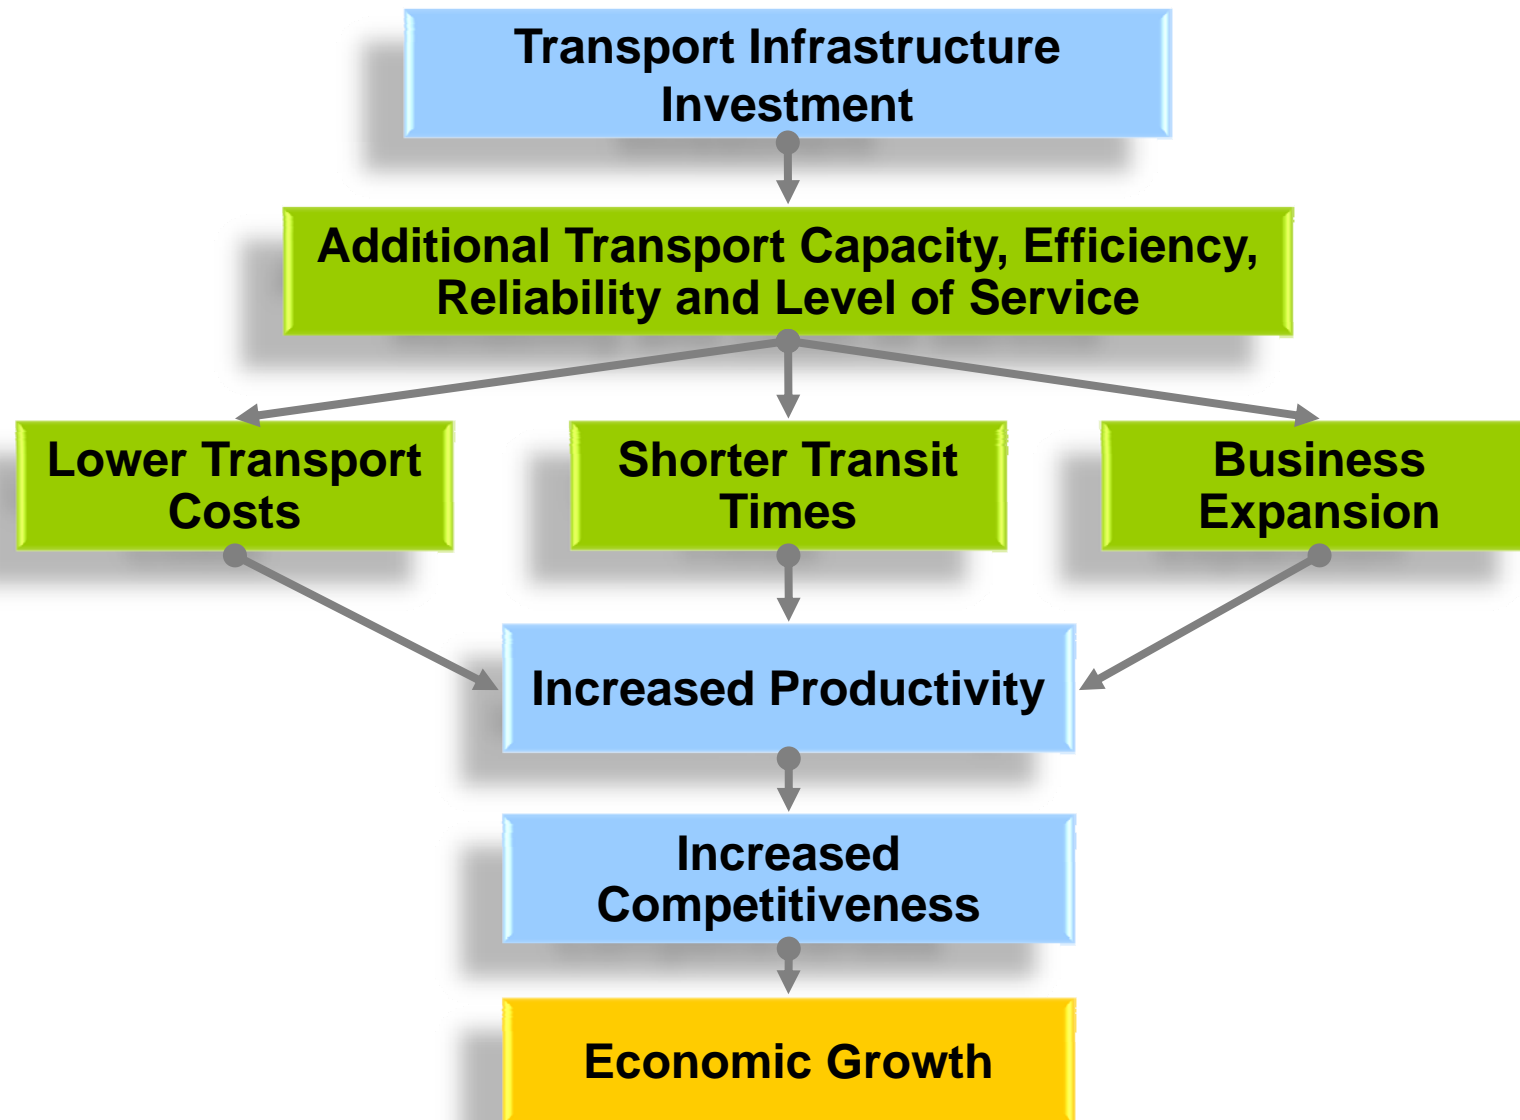 Transport Infrastructure
Investment
Additional Transport Capacity, Efficiency,
Reliability and Level of Service
Lower Transport
Costs
Shorter Transit
Times
Business
Expansion
Increased Productivity
Increased
Competitiveness
Economic Growth